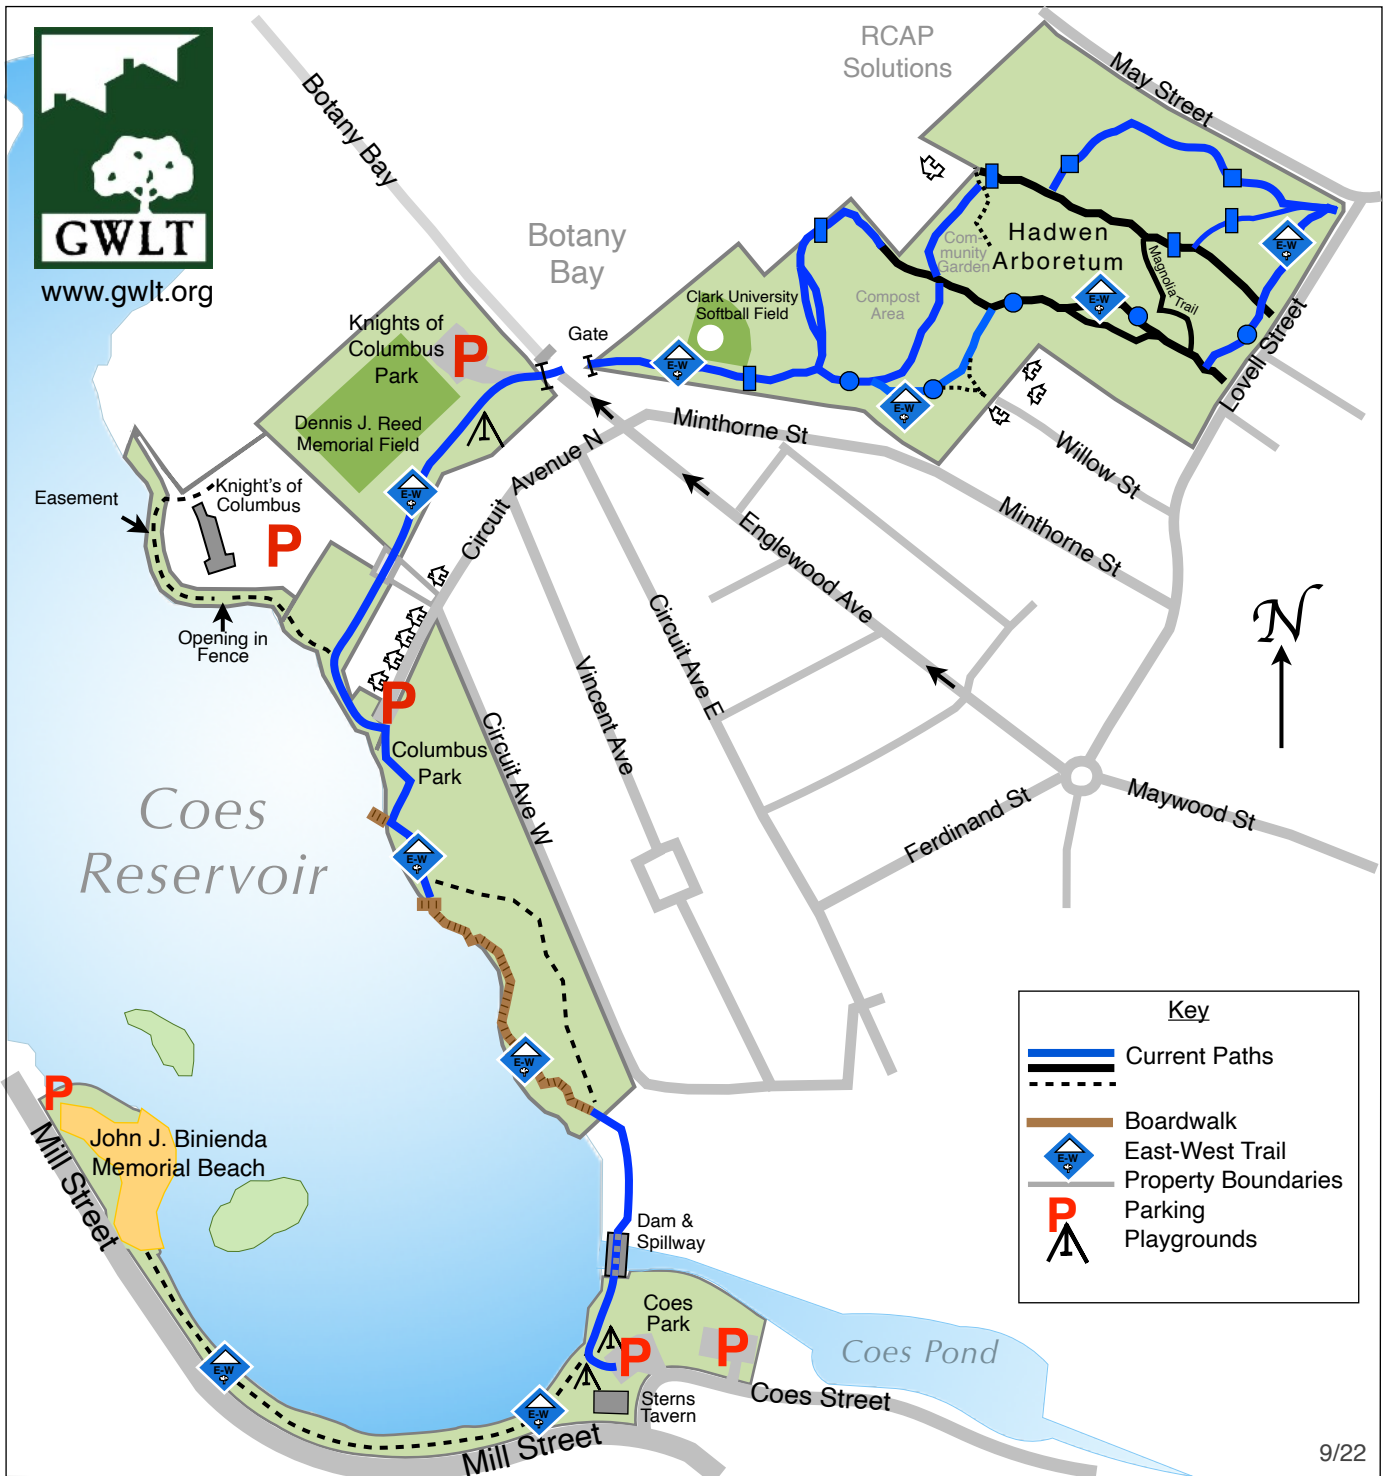 GWLT
www.gwlt.org
RCAP
Solutions
May Street
Botany Bay
Botany
Bay
Hadwen
Arboretum
Com-
munity
Garden
Magnolia Trail
Compost
Area
Clark University
Softball Field
Gate
Lovell Street
Knights of
Columbus
Park
P
Dennis J. Reed
Memorial Field
Minthorne St
Willow St
Minthorne St
Circuit Avenue N
Englewood Ave
Easement
Knight's of
Columbus
P
Opening in
Fence
P
Columbus
Park
Circuit Ave W
Vincent Ave
Circuit Ave E
Ferdinand St
Maywood St
N
Coes
Reservoir
E-W
E-W
E-W
E-W
E-W
E-W
E-W
E-W
E-W
P
John J. Binienda
Memorial Beach
Mill Street
Dam &
Spillway
Coes
Park
P
P
Sterns
Tavern
Coes Pond
Coes Street
Mill Street
Key
Current Paths
Boardwalk
E-W
East-West Trail
Property Boundaries
P
Parking
Playgrounds
9/22